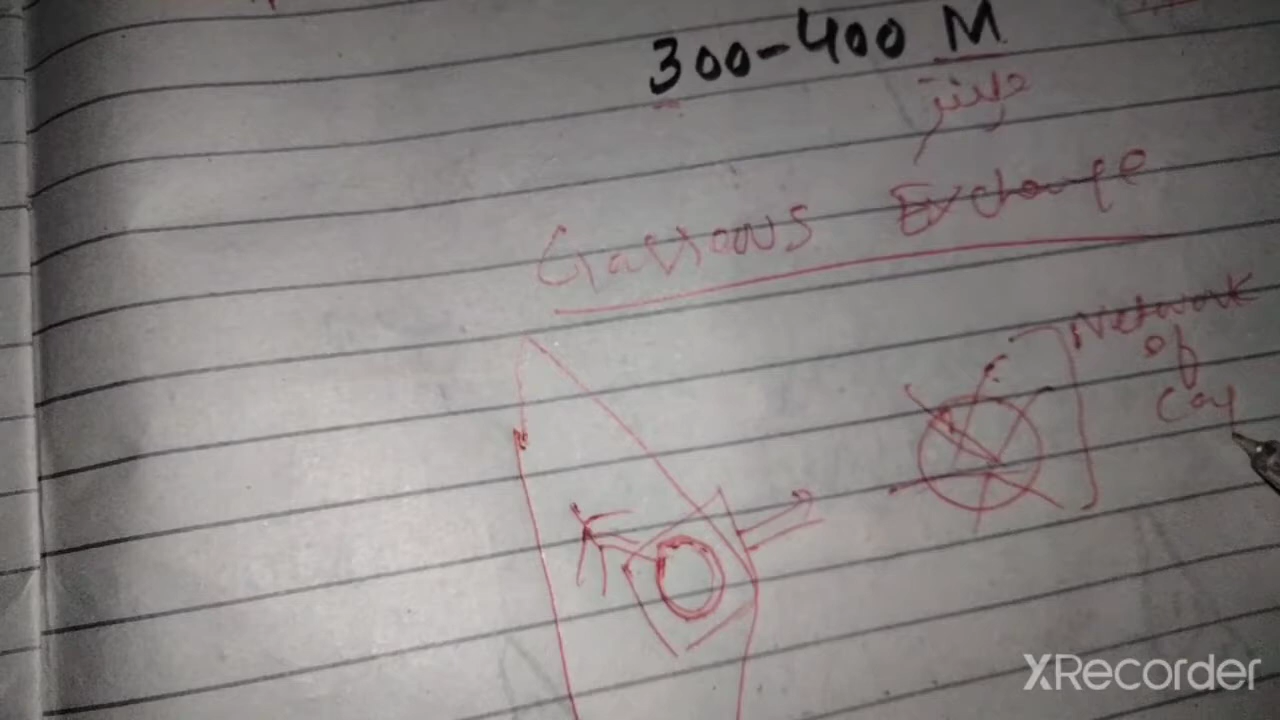 300-400 M
Gaseous Exchange
Network
of
Cap
XRecorder